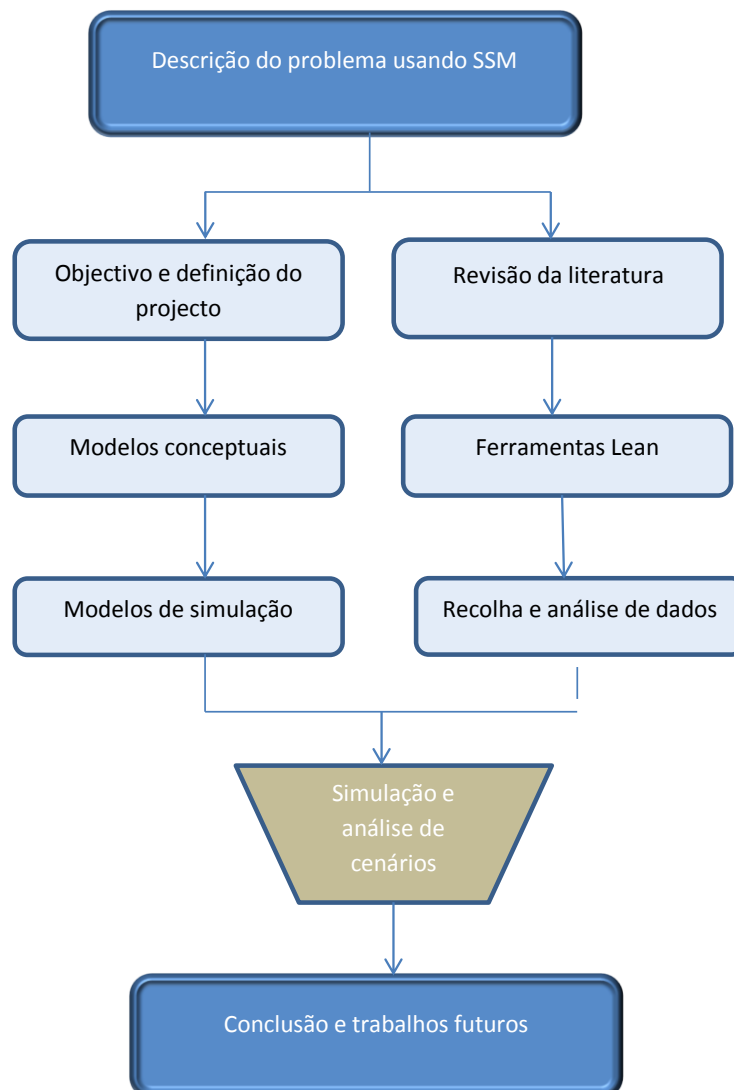 Descrição do problema usando SSM
Objectivo e definição do
projecto
Revisão da literatura
Modelos conceptuais
Ferramentas Lean
Modelos de simulação
Recolha e análise de dados
Simulação e
análise de
cenários
Conclusão e trabalhos futuros